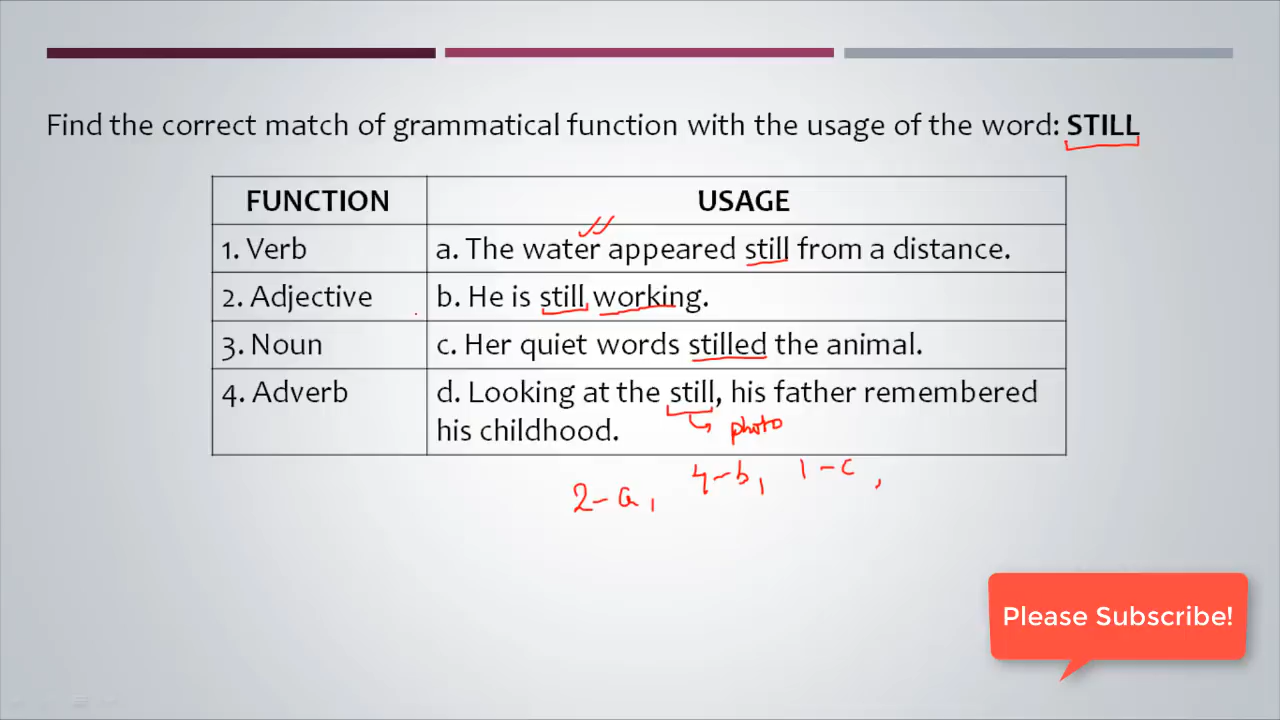 Find the correct match of grammatical function with the usage of the word: STILL
FUNCTION USAGE
1. Verb a. The water appeared still from a distance.
2. Adjective b. He is still working.
3. Noun c. Her quiet words stilled the animal.
4. Adverb d. Looking at the still, his father remembered
his childhood.
photo
2-a, 4-b, 1-c,
Please Subscribe!